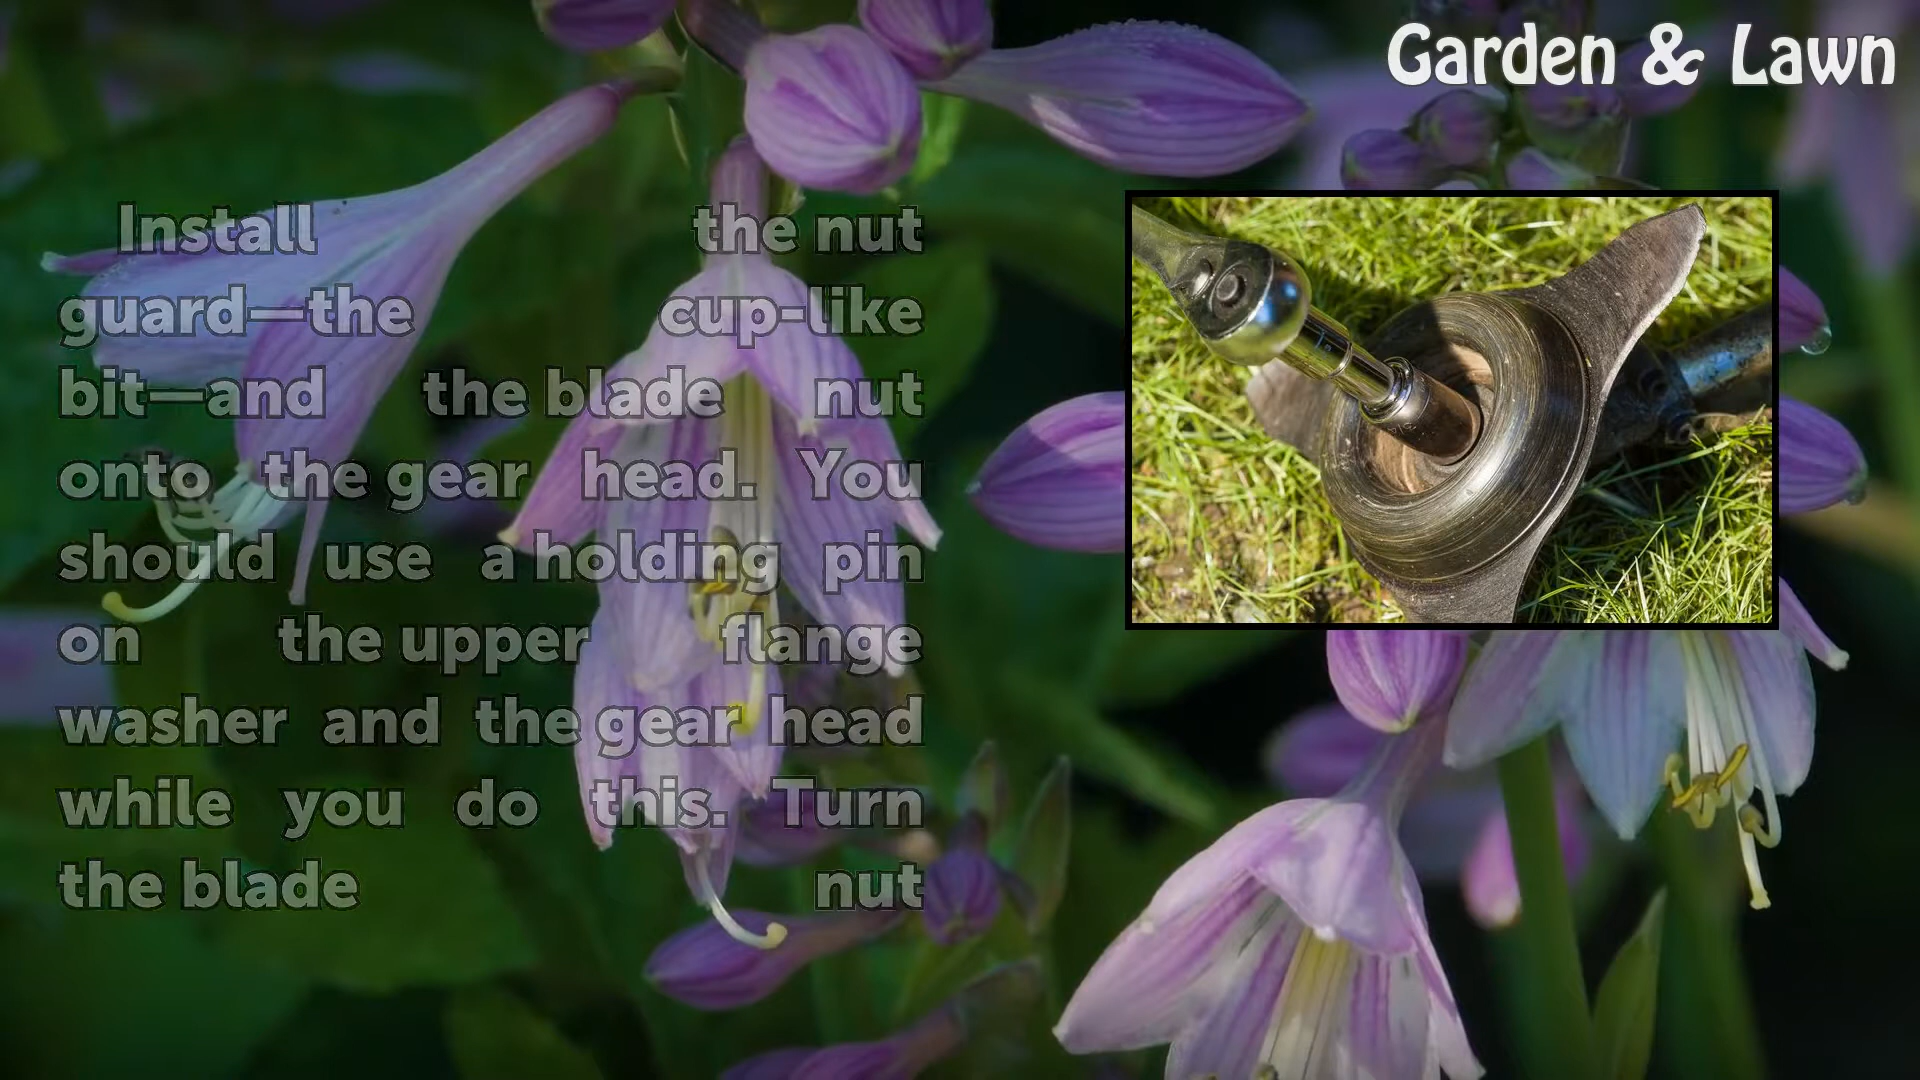 Garden & Lawn
Install the nut
guard—the cup-like
bit—and the blade nut
onto the gear head. You
should use a holding pin
on the upper flange
washer and the gear head
while you do this. Turn
the blade nut